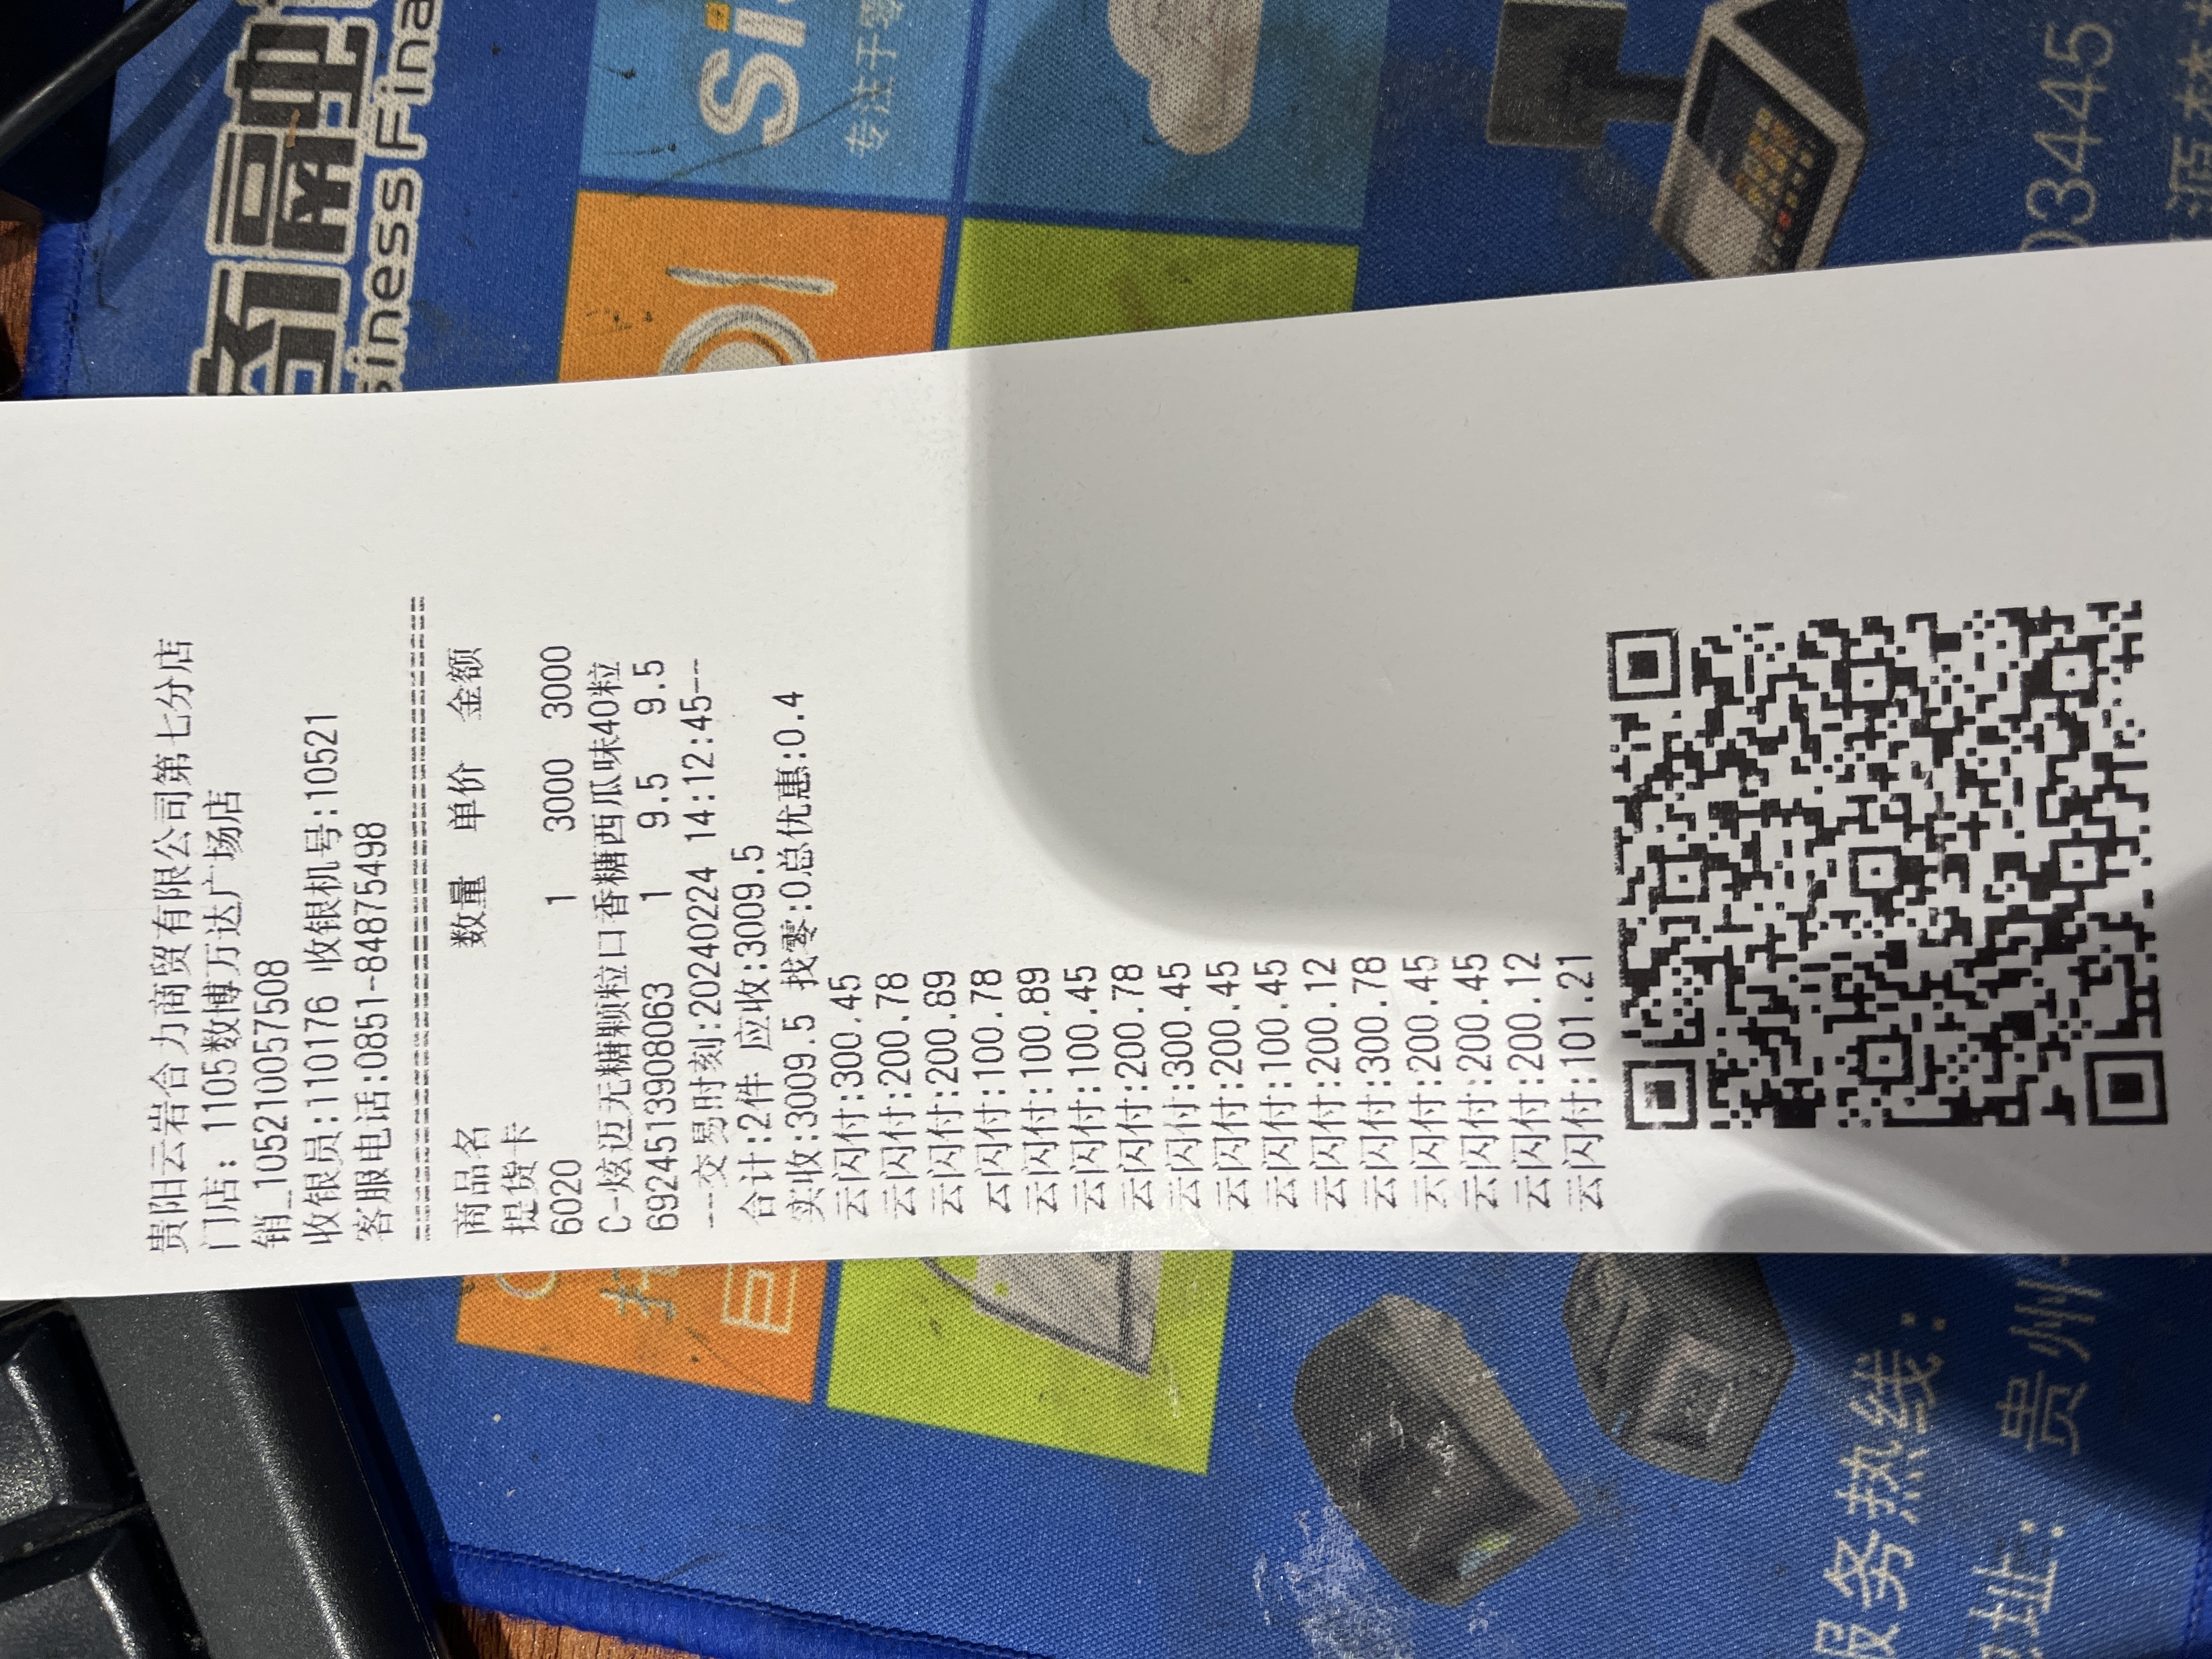 贵阳云岩合力商贸有限公司第七分店
门店: 1105数博万达广场店
销_105210057508
收银员:110176 收银机号:10521
客服电话:0851-84875498
商品名 数量 单价 金额
提货卡
6020 1 3000 3000
C-炫迈无糖颗粒口香糖西瓜味40粒
6924513908063 1 9.5 9.5
---交易时刻:20240224 14:12:45--
合计:2件 应收:3009.5
实收:3009.5 找零:0总优惠:0.4
云闪付:300.45
云闪付:200.78
云闪付:200.89
云闪付:100.78
云闪付:100.89
云闪付:100.45
云闪付:200.78
云闪付:300.45
云闪付:200.45
云闪付:100.45
云闪付:200.12
云闪付:300.78
云闪付:200.45
云闪付:200.45
云闪付:200.12
云闪付:101.21
siness Fina
Si
专注于零
03445
服务热线:
址:
贵州